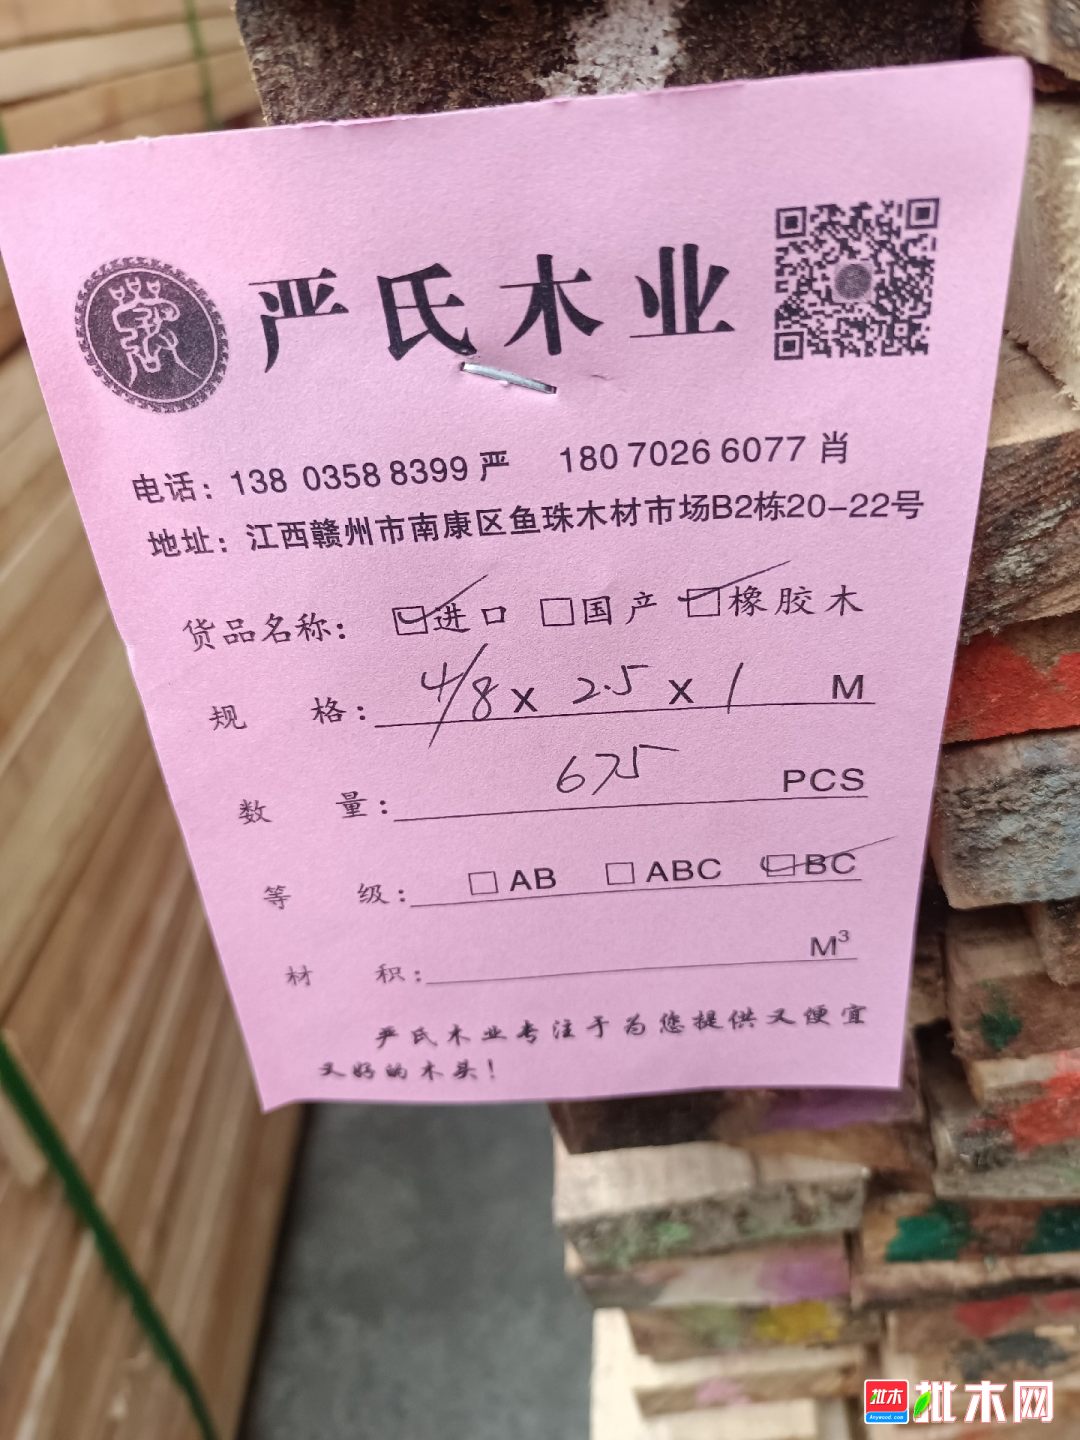 严氏木业
电话：138 0358 8399 严 180 7026 6077 肖
地址：江西赣州市南康区鱼珠木材市场B2栋20-22号
货品名称： ☑进口 □国产 ☑橡胶木
规 格： 4/8 x 2.5 x 1 M
数 量： 675 PCS
等 级： □AB □ABC ☑BC
材 积： M³
严氏木业专注于为您提供又便宜
又好的木头！
批木 批木网
Anywood.com